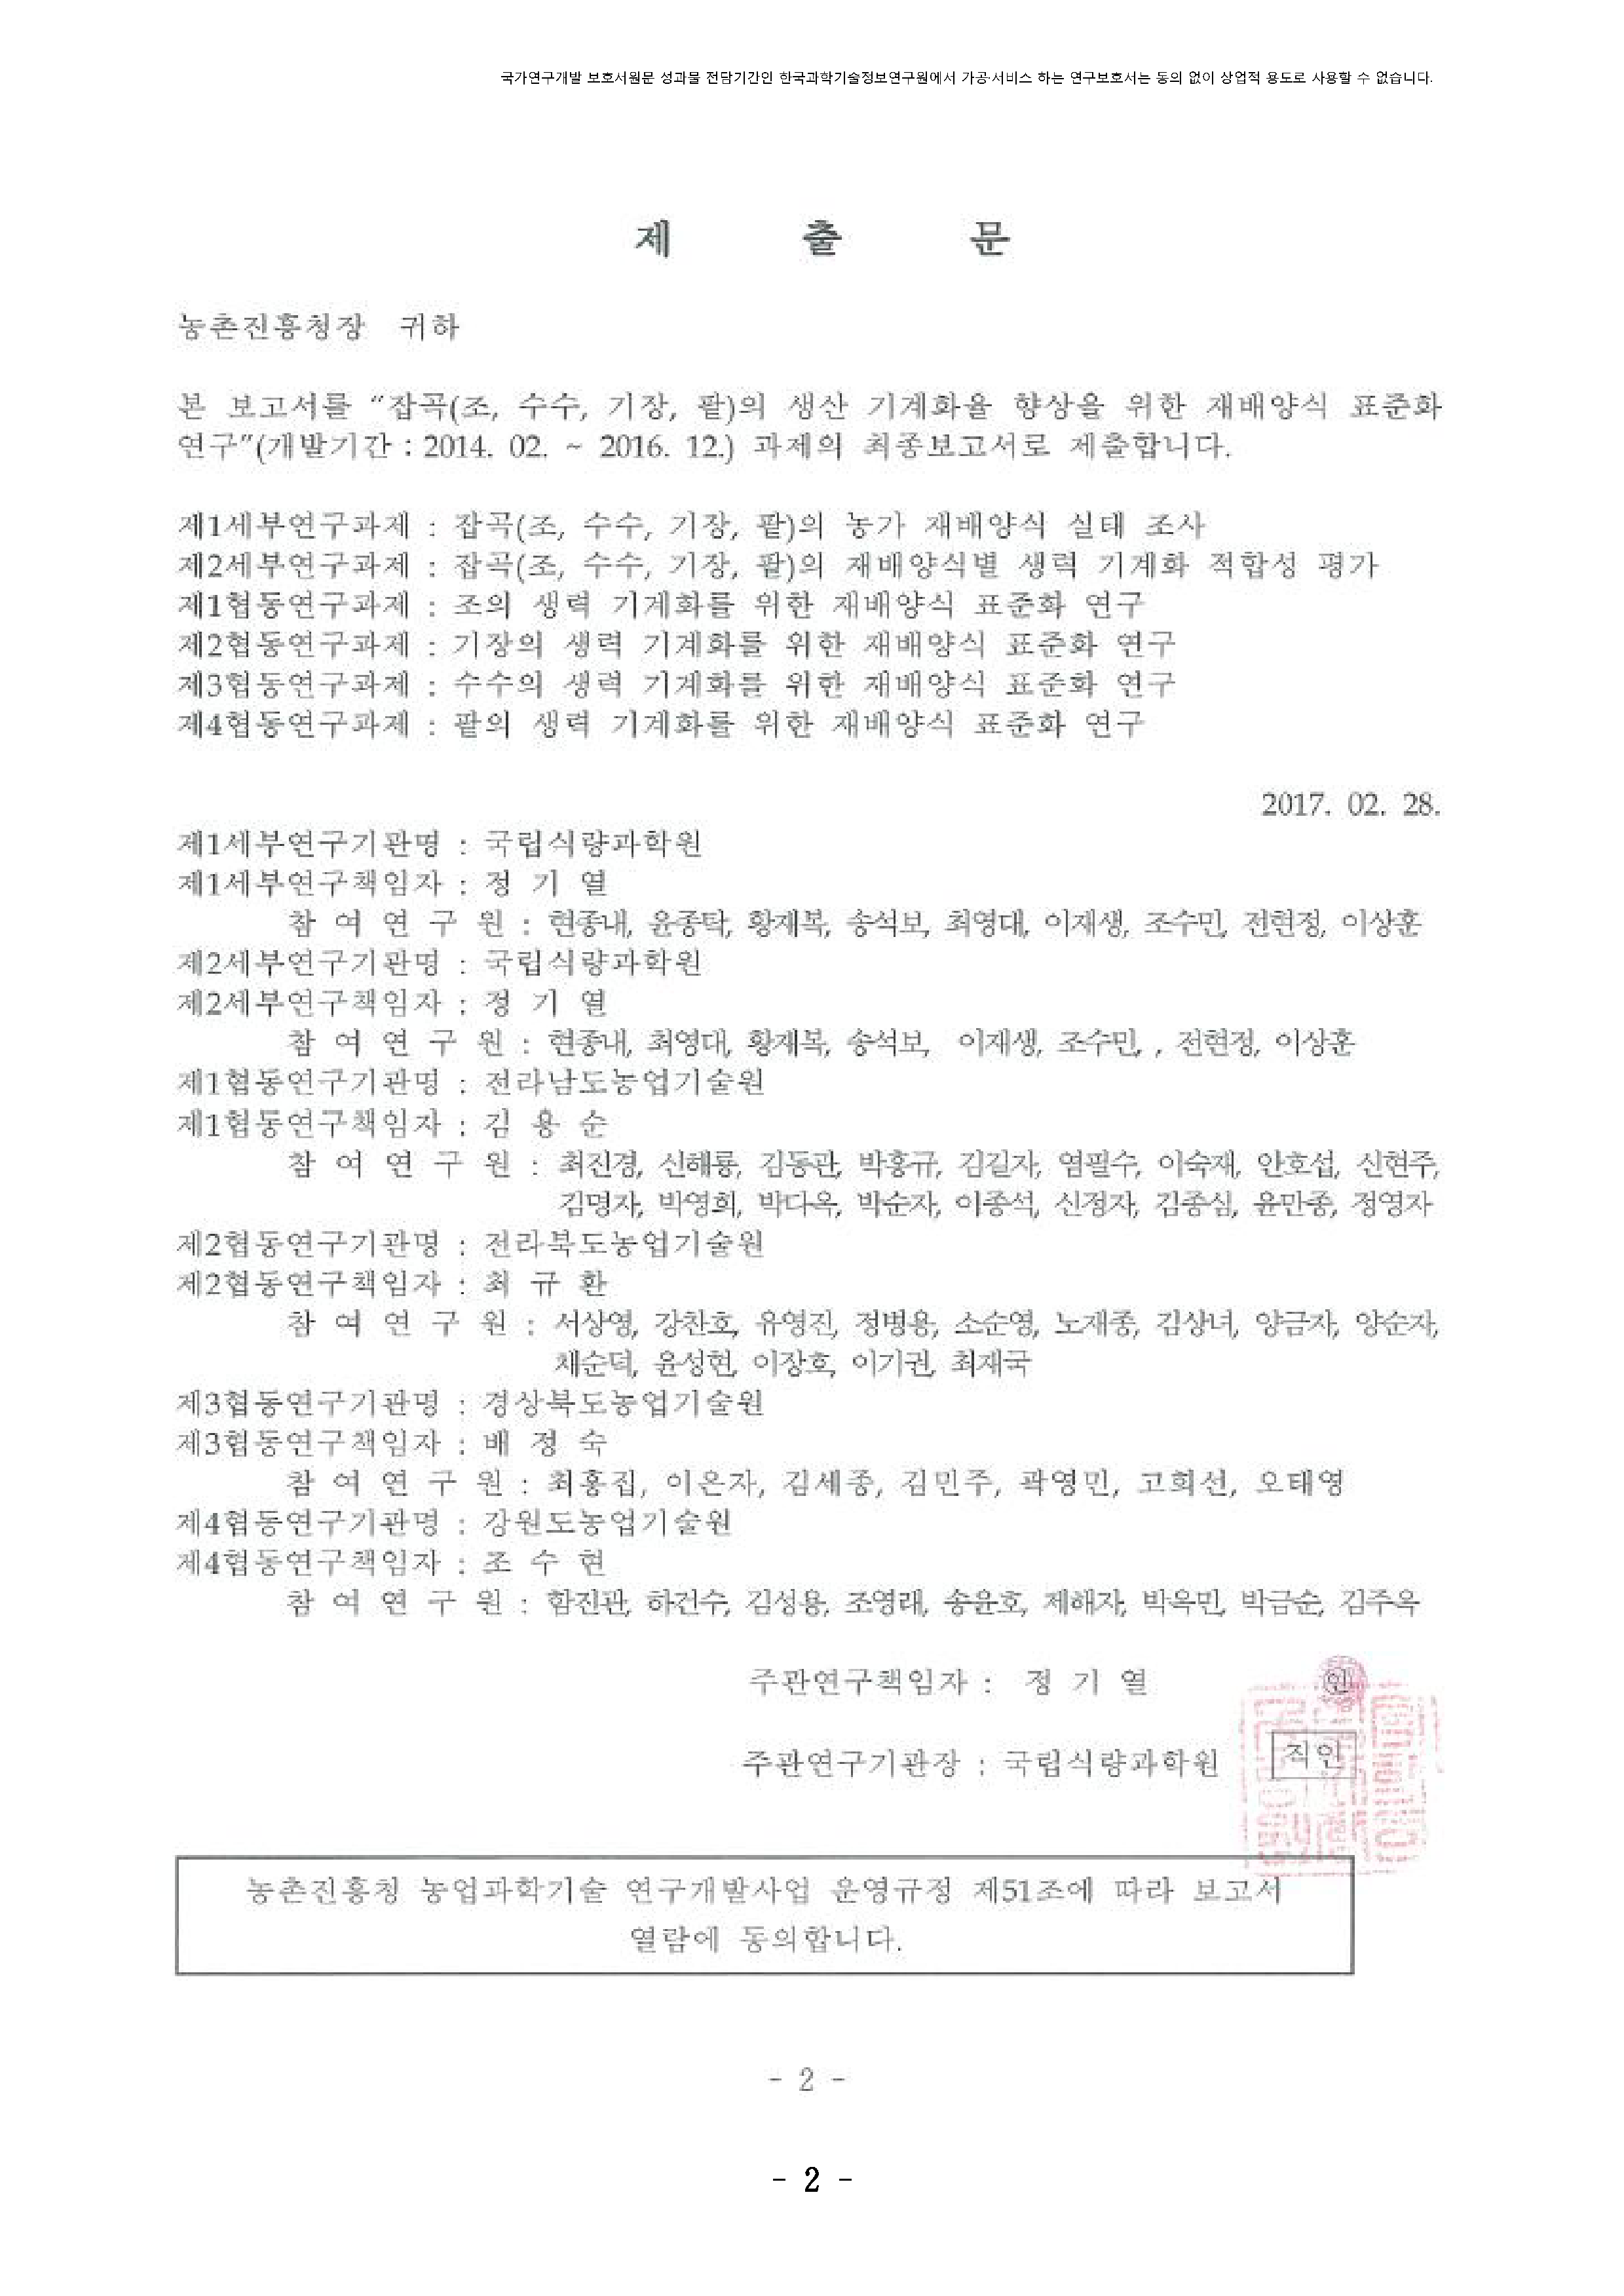 국가연구개발 보호서원문 성과물 전담기간인 한국과학기술정보연구원에서 가공·서비스 하는 연구보호서는 동의 없이 상업적 용도로 사용할 수 없습니다.
제 출 문
농촌진흥청장 귀하
본 보고서를 “잡곡(조, 수수, 기장, 팥)의 생산 기계화율 향상을 위한 재배양식 표준화
연구”(개발기간 : 2014. 02. ~ 2016. 12.) 과제의 최종보고서로 제출합니다.
제1세부연구과제 : 잡곡(조, 수수, 기장, 팥)의 농가 재배양식 실태 조사
제2세부연구과제 : 잡곡(조, 수수, 기장, 팥)의 재배양식별 생력 기계화 적합성 평가
제1협동연구과제 : 조의 생력 기계화를 위한 재배양식 표준화 연구
제2협동연구과제 : 기장의 생력 기계화를 위한 재배양식 표준화 연구
제3협동연구과제 : 수수의 생력 기계화를 위한 재배양식 표준화 연구
제4협동연구과제 : 팥의 생력 기계화를 위한 재배양식 표준화 연구
2017. 02. 28.
제1세부연구기관명 : 국립식량과학원
제1세부연구책임자 : 정 기 열
참 여 연 구 원 : 현종내, 윤종탁, 황재복, 송석보, 최영대, 이재생, 조수민, 전현정, 이상훈
제2세부연구기관명 : 국립식량과학원
제2세부연구책임자 : 정 기 열
참 여 연 구 원 : 현종내, 최영대, 황재복, 송석보, 이재생, 조수민, , 전현정, 이상훈
제1협동연구기관명 : 전라남도농업기술원
제1협동연구책임자 : 김 용 순
참 여 연 구 원 : 최진경, 신해룡, 김동관, 박흥규, 김길자, 염필수, 이숙재, 안호섭, 신현주,
김명자, 박영희, 박다옥, 박순자, 이종석, 신정자, 김종심, 윤만종, 정영자
제2협동연구기관명 : 전라북도농업기술원
제2협동연구책임자 : 최 규 환
참 여 연 구 원 : 서상영, 강찬호, 유영진, 정병용, 소순영, 노재종, 김상녀, 양금자, 양순자,
채순덕, 윤성현, 이장호, 이기권, 최재국
제3협동연구기관명 : 경상북도농업기술원
제3협동연구책임자 : 배 정 숙
참 여 연 구 원 : 최홍집, 이온자, 김세종, 김민주, 곽영민, 고희선, 오태영
제4협동연구기관명 : 강원도농업기술원
제4협동연구책임자 : 조 수 현
참 여 연 구 원 : 함진관, 하건수, 김성용, 조영래, 송윤호, 제해자, 박옥민, 박금순, 김주옥
주관연구책임자 : 정 기 열 인
주관연구기관장 : 국립식량과학원 직인
농촌진흥청 농업과학기술 연구개발사업 운영규정 제51조에 따라 보고서
열람에 동의합니다.
- 2 -
- 2 -